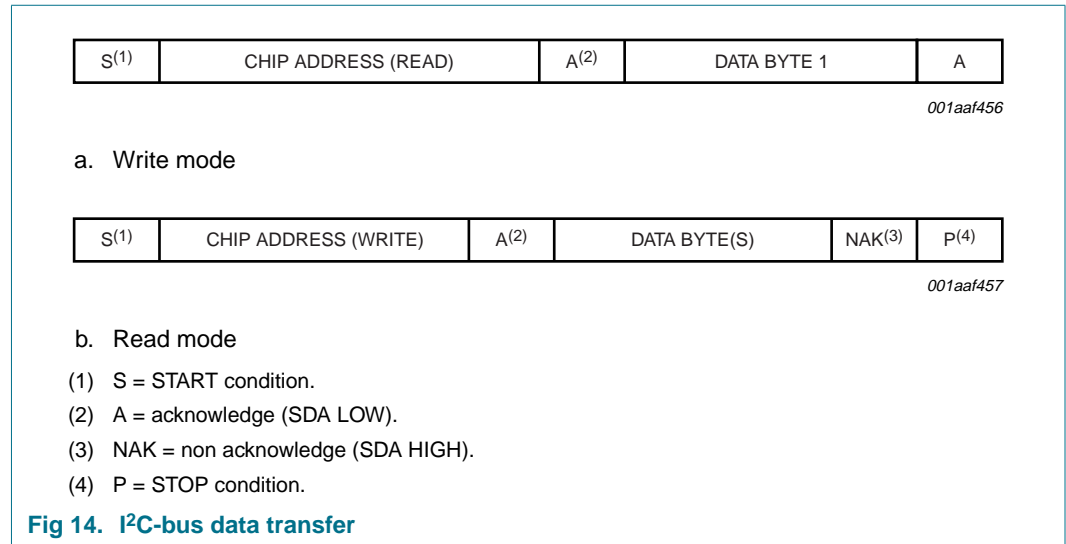 S(1) CHIP ADDRESS (READ) A(2) DATA BYTE 1 A
001aaf456
a. Write mode
S(1) CHIP ADDRESS (WRITE) A(2) DATA BYTE(S) NAK(3) P(4)
001aaf457
b. Read mode
(1) S = START condition.
(2) A = acknowledge (SDA LOW).
(3) NAK = non acknowledge (SDA HIGH).
(4) P = STOP condition.
Fig 14. I2C-bus data transfer